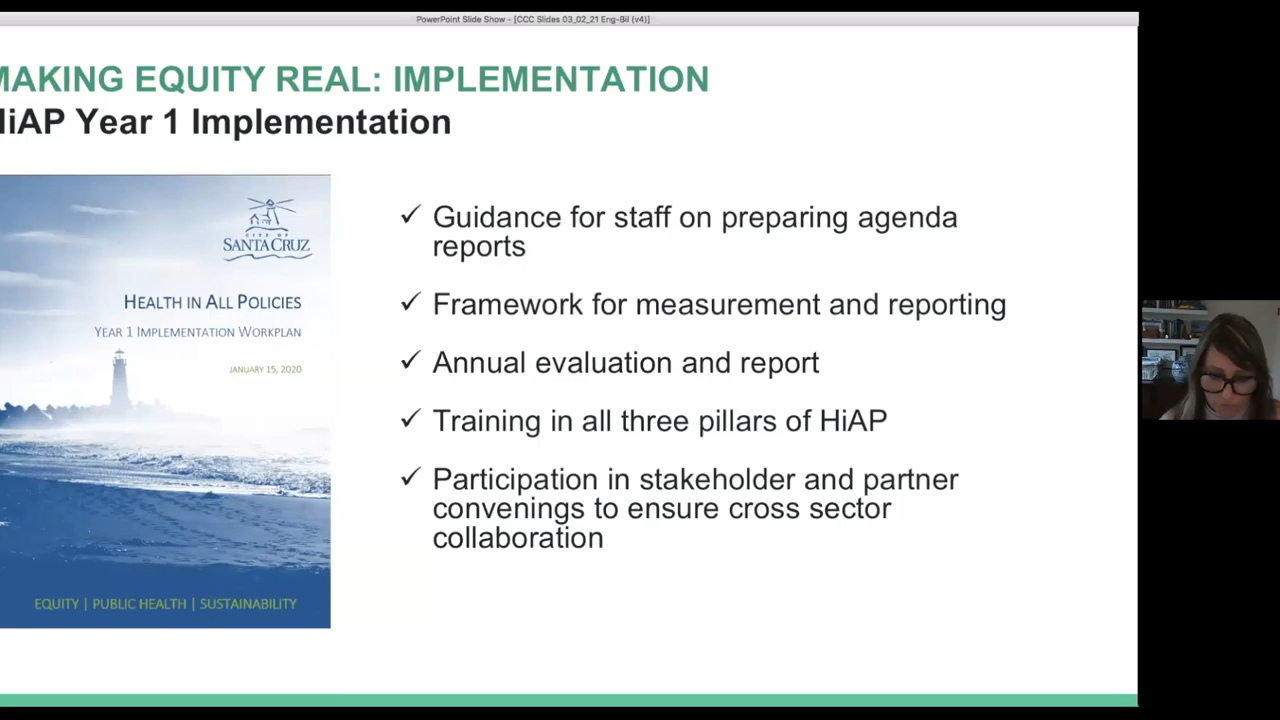 PowerPoint Slide Show - [CCC Slides 03_02_21 Eng-Bil (v4)]
MAKING EQUITY REAL: IMPLEMENTATION
HiAP Year 1 Implementation
CITY OF
SANTA CRUZ
HEALTH IN ALL POLICIES
YEAR 1 IMPLEMENTATION WORKPLAN
JANUARY 15, 2020
EQUITY | PUBLIC HEALTH | SUSTAINABILITY
✓ Guidance for staff on preparing agenda
reports
✓ Framework for measurement and reporting
✓ Annual evaluation and report
✓ Training in all three pillars of HiAP
✓ Participation in stakeholder and partner
convenings to ensure cross sector
collaboration